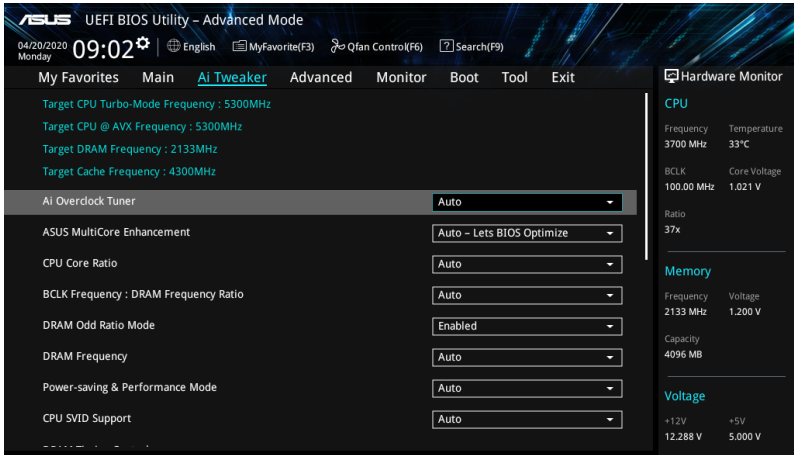 ASUS UEFI BIOS Utility – Advanced Mode
04/20/2020
Monday
09:02
English
MyFavorite(F3)
Qfan Control(F6)
? Search(F9)
My Favorites Main Ai Tweaker Advanced Monitor Boot Tool Exit
Target CPU Turbo-Mode Frequency : 5300MHz
Target CPU @ AVX Frequency : 5300MHz
Target DRAM Frequency : 2133MHz
Target Cache Frequency : 4300MHz
Ai Overclock Tuner Auto
ASUS MultiCore Enhancement Auto – Lets BIOS Optimize
CPU Core Ratio Auto
BCLK Frequency : DRAM Frequency Ratio Auto
DRAM Odd Ratio Mode Enabled
DRAM Frequency Auto
Power-saving & Performance Mode Auto
CPU SVID Support Auto
Hardware Monitor
CPU
Frequency Temperature
3700 MHz 33°C
BCLK Core Voltage
100.00 MHz 1.021 V
Ratio
37x
Memory
Frequency Voltage
2133 MHz 1.200 V
Capacity
4096 MB
Voltage
+12V +5V
12.288 V 5.000 V